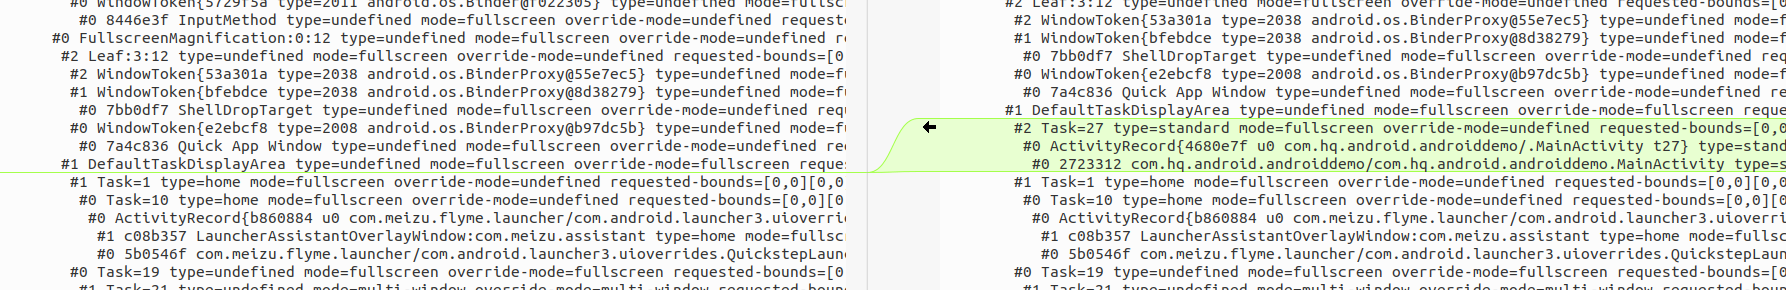 #0 WindowToken{5729f5a type=2011 android.os.Binder@f022305} type=undefined mode=fullsc
#0 8446e3f InputMethod type=undefined mode=fullscreen override-mode=undefined request
#0 FullscreenMagnification:0:12 type=undefined mode=fullscreen override-mode=undefined r
#2 Leaf:3:12 type=undefined mode=fullscreen override-mode=undefined requested-bounds=[0
#2 WindowToken{53a301a type=2038 android.os.BinderProxy@55e7ec5} type=undefined mode=f
#1 WindowToken{bfebdce type=2038 android.os.BinderProxy@8d38279} type=undefined mode=f
#0 7bb0df7 ShellDropTarget type=undefined mode=fullscreen override-mode=undefined req
#0 WindowToken{e2ebcf8 type=2008 android.os.BinderProxy@b97dc5b} type=undefined mode=f
#0 7a4c836 Quick App Window type=undefined mode=fullscreen override-mode=undefined re
#1 DefaultTaskDisplayArea type=undefined mode=fullscreen override-mode=undefined reque
#1 Task=1 type=home mode=fullscreen override-mode=undefined requested-bounds=[0,0][0,0
#0 Task=10 type=home mode=fullscreen override-mode=undefined requested-bounds=[0,0][0
#0 ActivityRecord{b860884 u0 com.meizu.flyme.launcher/com.android.launcher3.uioverri
#1 c08b357 LauncherAssistantOverlayWindow:com.meizu.assistant type=home mode=fullsc
#0 5b0546f com.meizu.flyme.launcher/com.android.launcher3.uioverrides.QuickstepLaun
#0 Task=19 type=undefined mode=fullscreen override-mode=undefined requested-bounds=[0
#1 Task=21 type=undefined mode=multi-window override-mode=multi-window requested-boun
#2 Leaf:3:12 type=undefined mode=fullscreen override-mode=undefined requested-bounds=[0
#2 WindowToken{53a301a type=2038 android.os.BinderProxy@55e7ec5} type=undefined mode=f
#1 WindowToken{bfebdce type=2038 android.os.BinderProxy@8d38279} type=undefined mode=f
#0 7bb0df7 ShellDropTarget type=undefined mode=fullscreen override-mode=undefined req
#0 WindowToken{e2ebcf8 type=2008 android.os.BinderProxy@b97dc5b} type=undefined mode=f
#0 7a4c836 Quick App Window type=undefined mode=fullscreen override-mode=undefined re
#1 DefaultTaskDisplayArea type=undefined mode=fullscreen override-mode=undefined reque
#2 Task=27 type=standard mode=fullscreen override-mode=undefined requested-bounds=[0,0
#0 ActivityRecord{4680e7f u0 com.hq.android.androiddemo/.MainActivity t27} type=stand
#0 2723312 com.hq.android.androiddemo/com.hq.android.androiddemo.MainActivity type=s
#1 Task=1 type=home mode=fullscreen override-mode=undefined requested-bounds=[0,0][0,0
#0 Task=10 type=home mode=fullscreen override-mode=undefined requested-bounds=[0,0][0
#0 ActivityRecord{b860884 u0 com.meizu.flyme.launcher/com.android.launcher3.uioverri
#1 c08b357 LauncherAssistantOverlayWindow:com.meizu.assistant type=home mode=fullsc
#0 5b0546f com.meizu.flyme.launcher/com.android.launcher3.uioverrides.QuickstepLaun
#0 Task=19 type=undefined mode=fullscreen override-mode=undefined requested-bounds=[0
#1 Task=21 type=undefined mode=multi-window override-mode=multi-window requested-boun